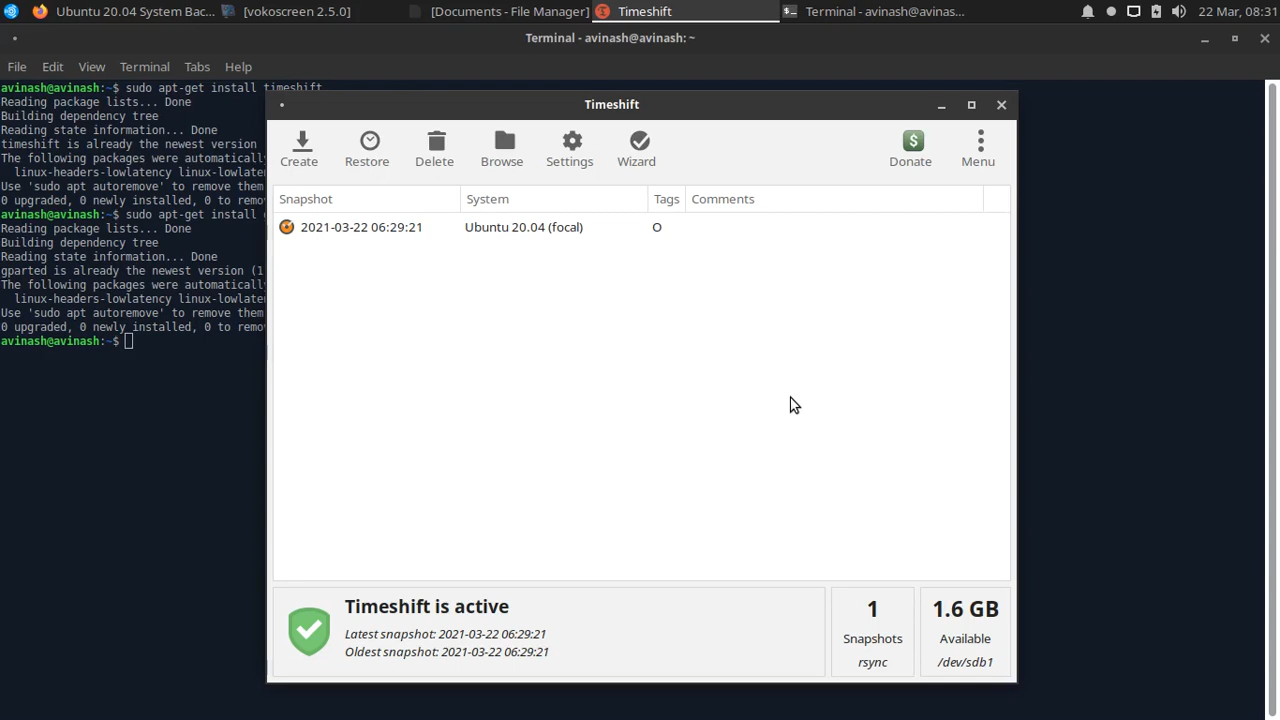 Ubuntu 20.04 System Bac... [vokoscreen 2.5.0] [Documents - File Manager] Timeshift Terminal - avinash@avinas... 22 Mar, 08:31
Terminal - avinash@avinash: ~
File Edit View Terminal Tabs Help
avinash@avinash:~$ sudo apt-get install timeshift
Reading package lists... Done
Building dependency tree
Reading state information... Done
timeshift is already the newest version
The following packages were automatically
linux-headers-lowlatency linux-lowlaten
Use 'sudo apt autoremove' to remove them
0 upgraded, 0 newly installed, 0 to remov
avinash@avinash:~$ sudo apt-get install
Reading package lists... Done
Building dependency tree
Reading state information... Done
gparted is already the newest version (1
The following packages were automatically
linux-headers-lowlatency linux-lowlaten
Use 'sudo apt autoremove' to remove them
0 upgraded, 0 newly installed, 0 to remov
avinash@avinash:~$
Timeshift
Create Restore Delete Browse Settings Wizard Donate Menu
Snapshot System Tags Comments
2021-03-22 06:29:21 Ubuntu 20.04 (focal) O
Timeshift is active
Latest snapshot: 2021-03-22 06:29:21
Oldest snapshot: 2021-03-22 06:29:21
1
Snapshots
rsync
1.6 GB
Available
/dev/sdb1